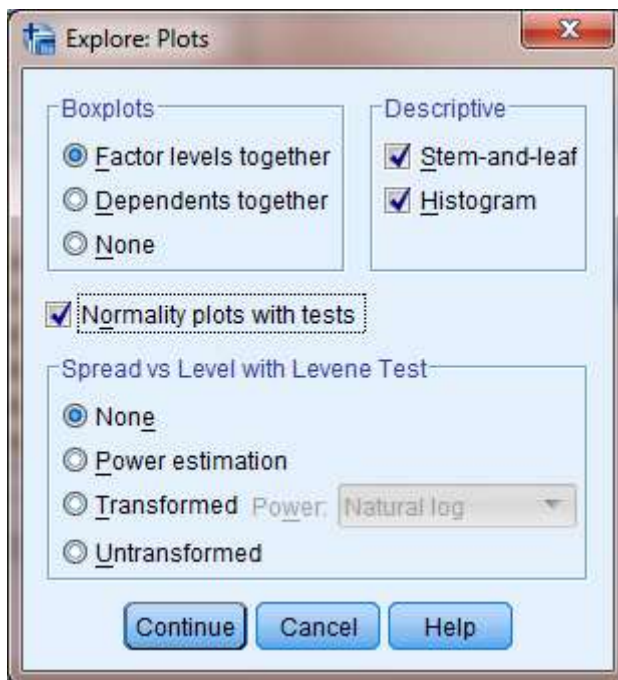 Explore: Plots
Boxplots
Factor levels together
Dependents together
None
Descriptive
Stem-and-leaf
Histogram
Normality plots with tests
Spread vs Level with Levene Test
None
Power estimation
Transformed Power: Natural log
Untransformed
Continue Cancel Help